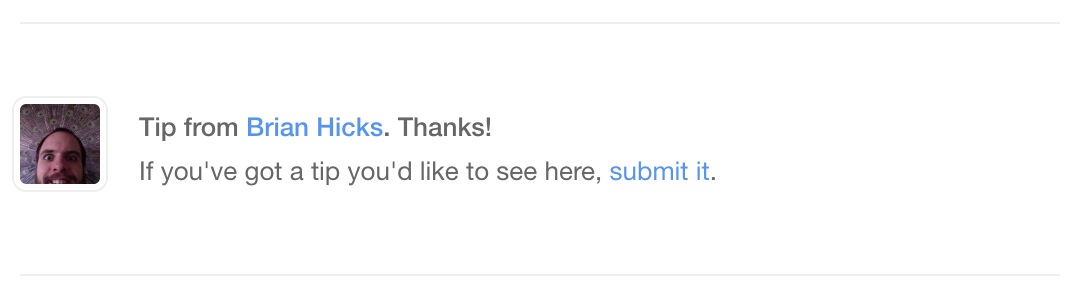 Tip from Brian Hicks. Thanks!
If you've got a tip you'd like to see here, submit it.